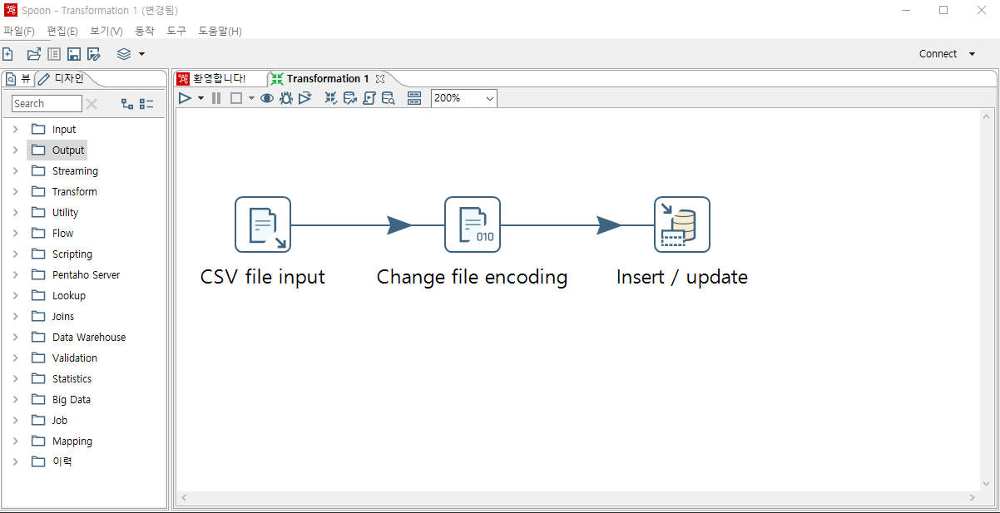 Spoon - Transformation 1 (변경됨)
파일(F) 편집(E) 보기(V) 동작 도구 도움말(H)
Connect
뷰 디자인
환영합니다! Transformation 1
Search
200%
Input
Output
Streaming
Transform
Utility
Flow
Scripting
Pentaho Server
Lookup
Joins
Data Warehouse
Validation
Statistics
Big Data
Job
Mapping
이력
010
CSV file input Change file encoding Insert / update